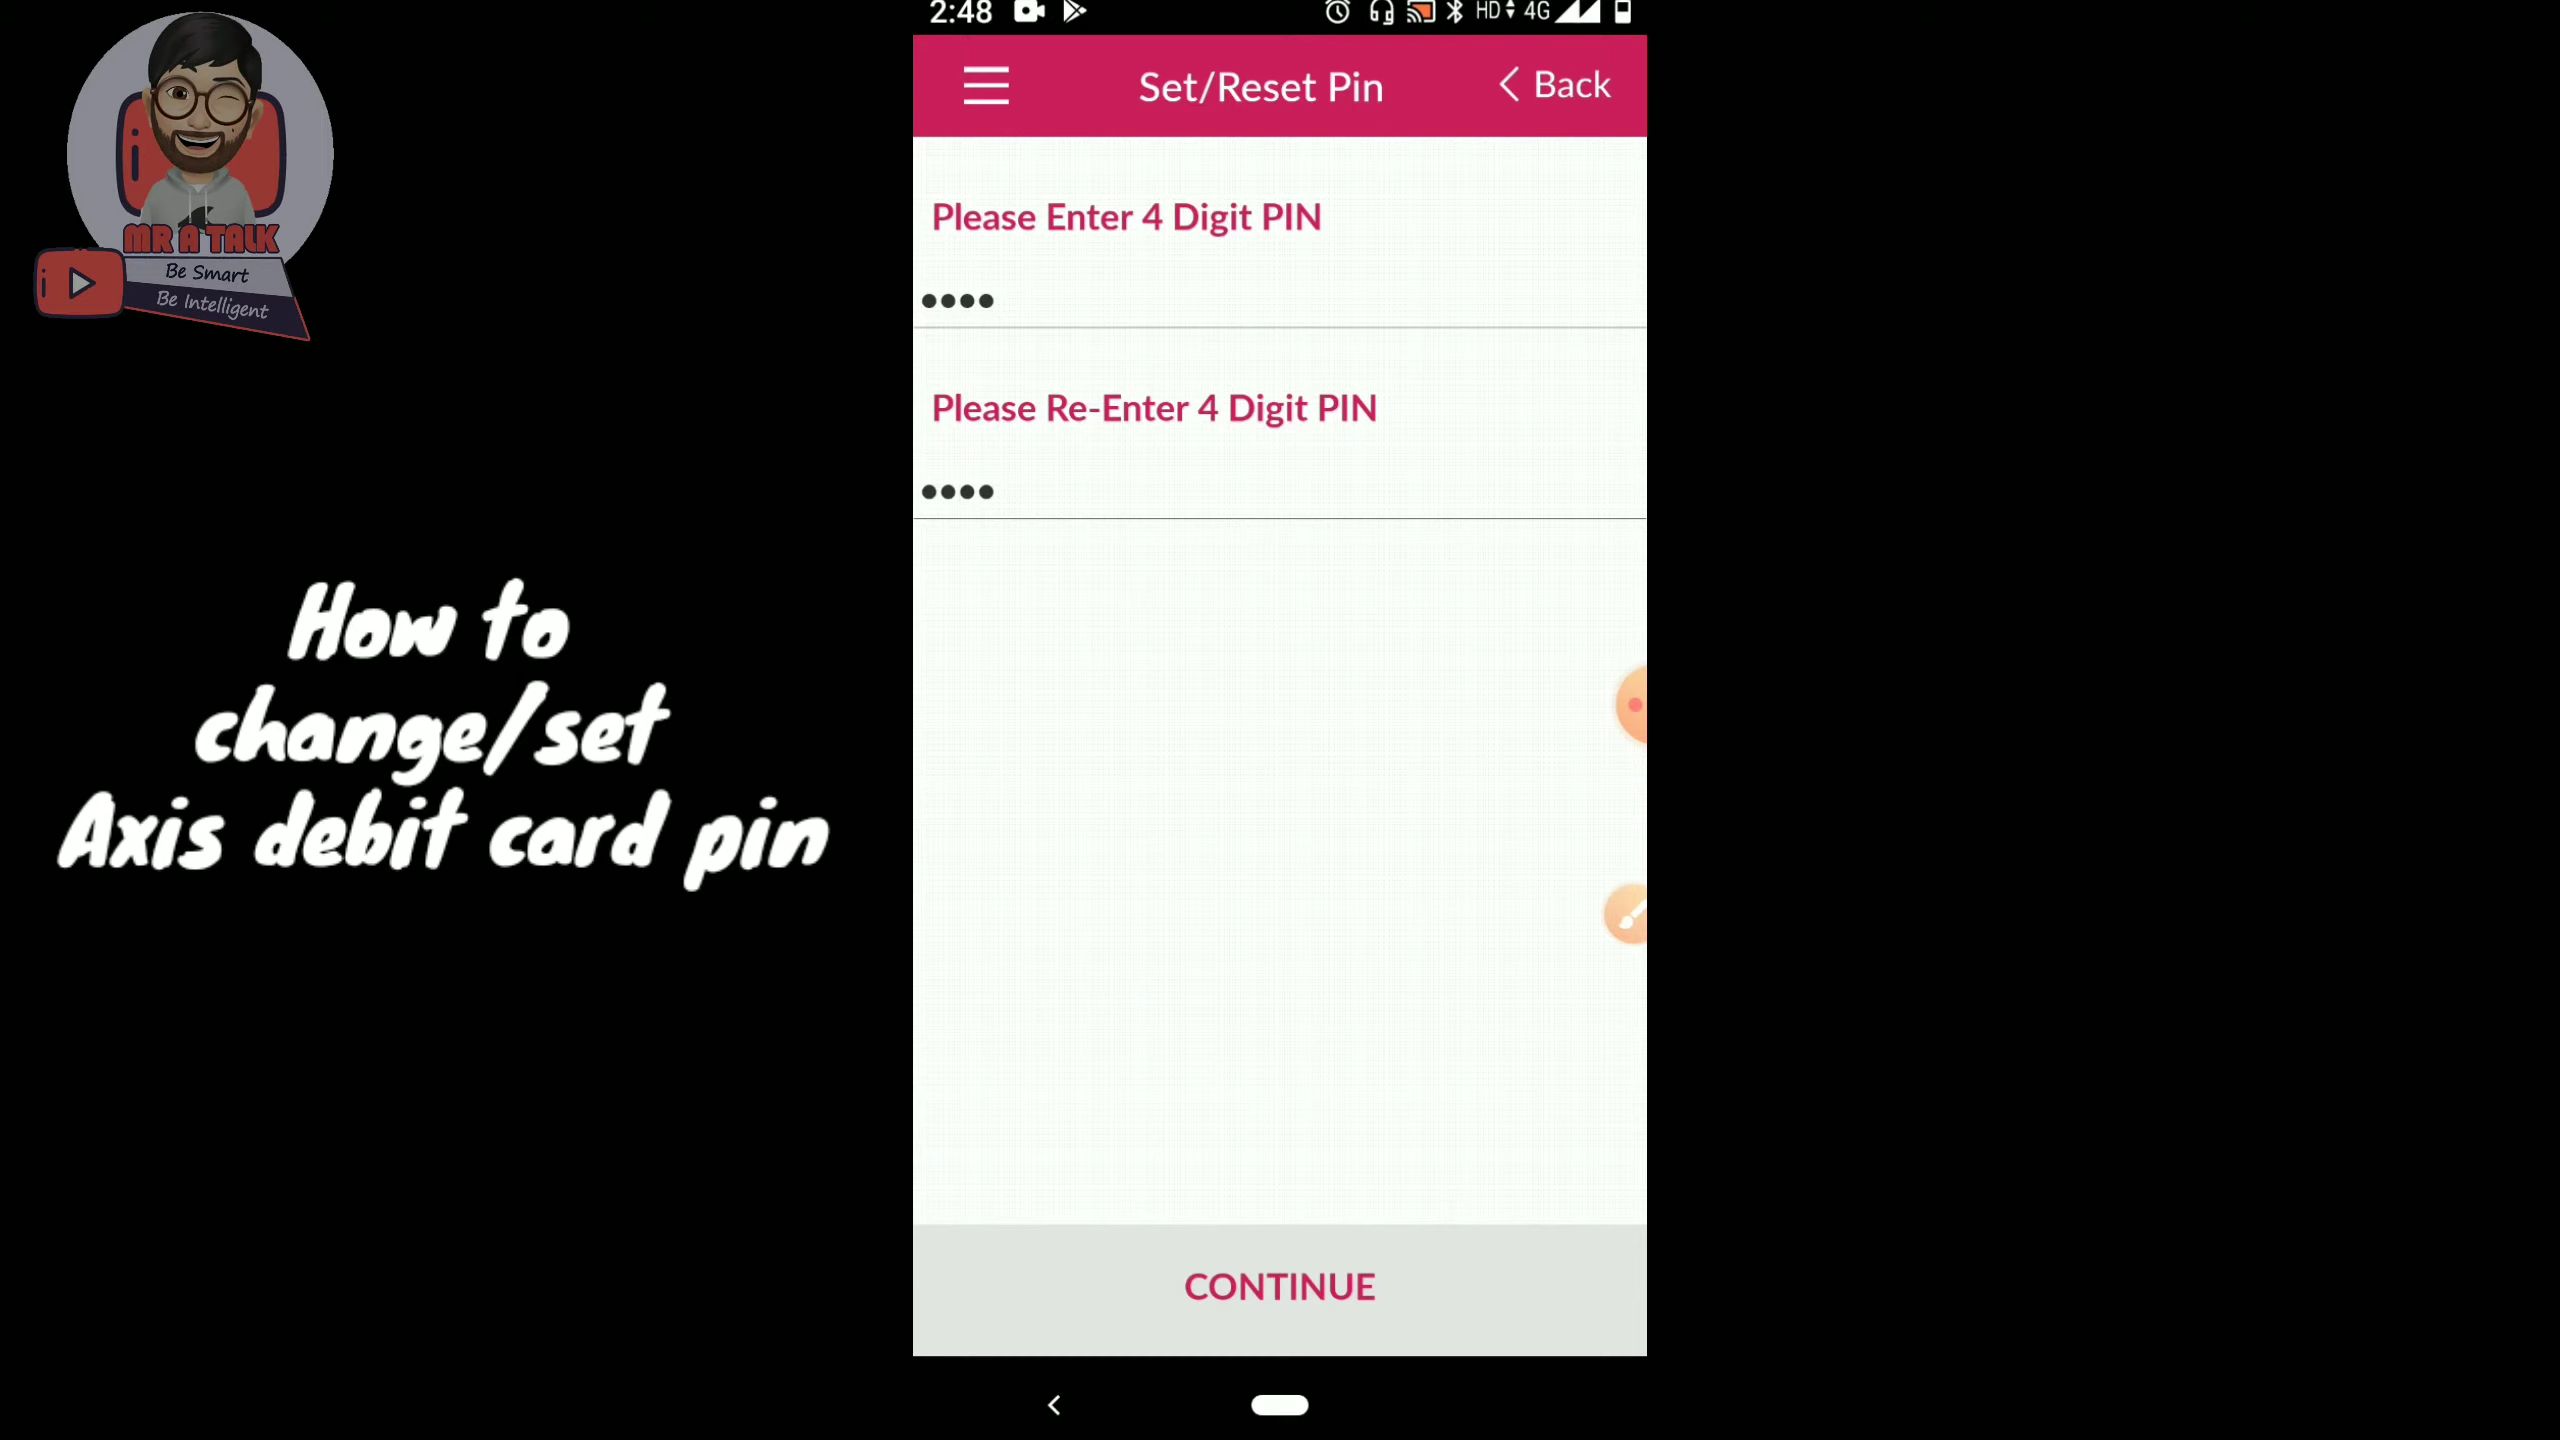 2:48 HD 4G
MR A TALK
Be Smart
Be Intelligent
Set/Reset Pin
Back
Please Enter 4 Digit PIN
Please Re-Enter 4 Digit PIN
How to
change/set
Axis debit card pin
CONTINUE